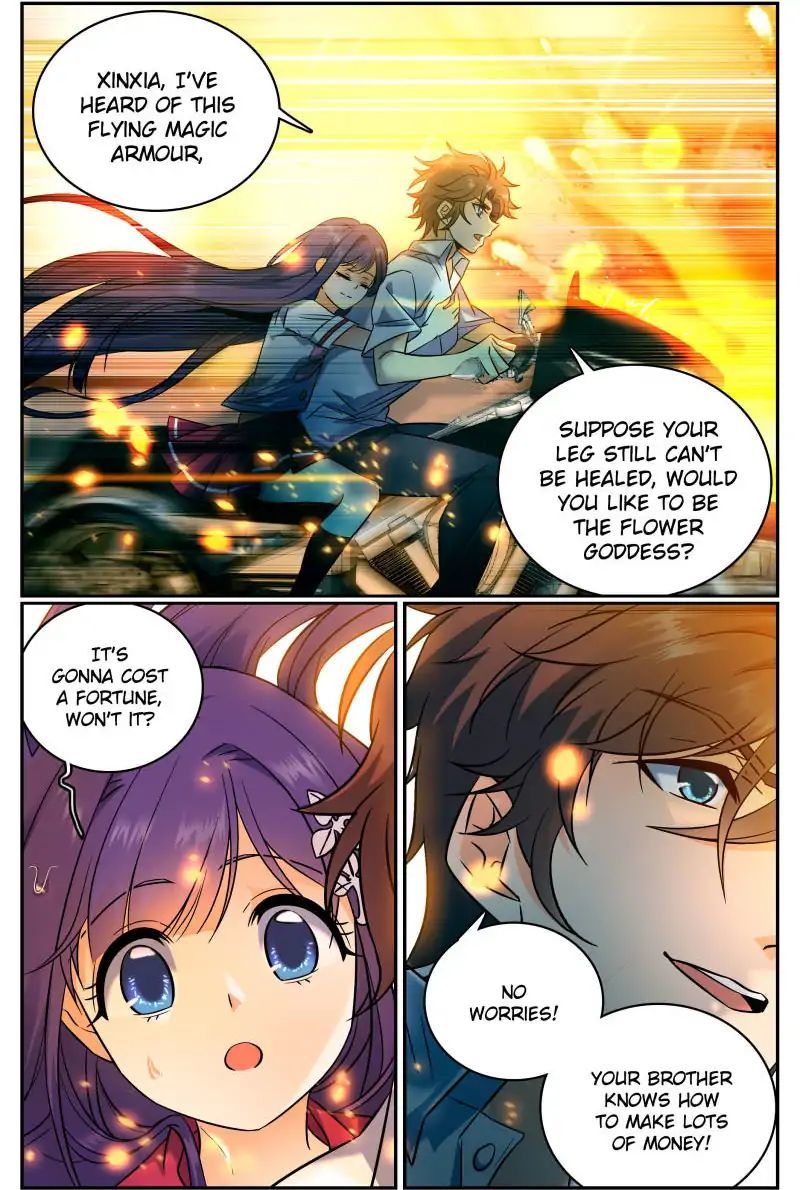 XINXIA, I'VE
HEARD OF THIS
FLYING MAGIC
ARMOUR,
SUPPOSE YOUR
LEG STILL CAN'T
BE HEALED, WOULD
YOU LIKE TO BE
THE FLOWER
GODDESS?
IT'S
GONNA COST
A FORTUNE,
WON'T IT?
NO
WORRIES!
YOUR BROTHER
KNOWS HOW
TO MAKE LOTS
OF MONEY!